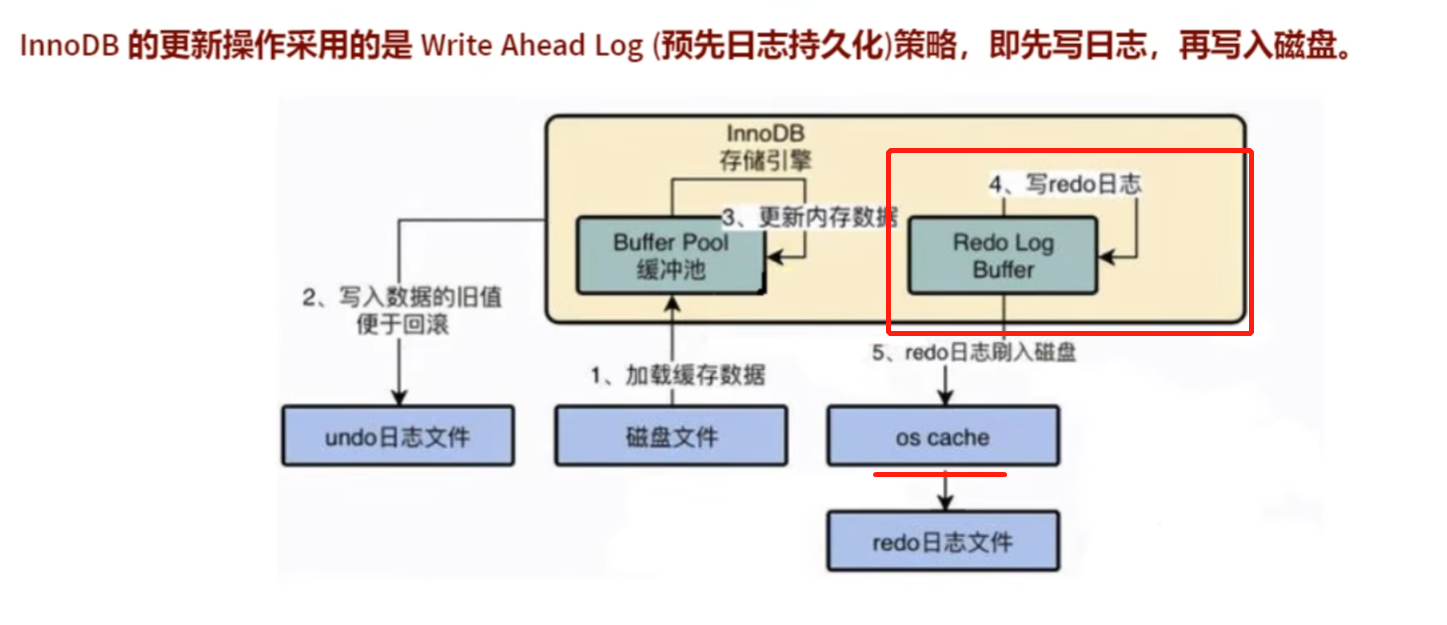 InnoDB 的更新操作采用的是 Write Ahead Log (预先日志持久化)策略，即先写日志，再写入磁盘。
InnoDB
存储引擎
4、写redo日志
3、更新内存数据
Buffer Pool
缓冲池
Redo Log
Buffer
2、写入数据的旧值
便于回滚
5、redo日志刷入磁盘
1、加载缓存数据
undo日志文件
磁盘文件
os cache
redo日志文件